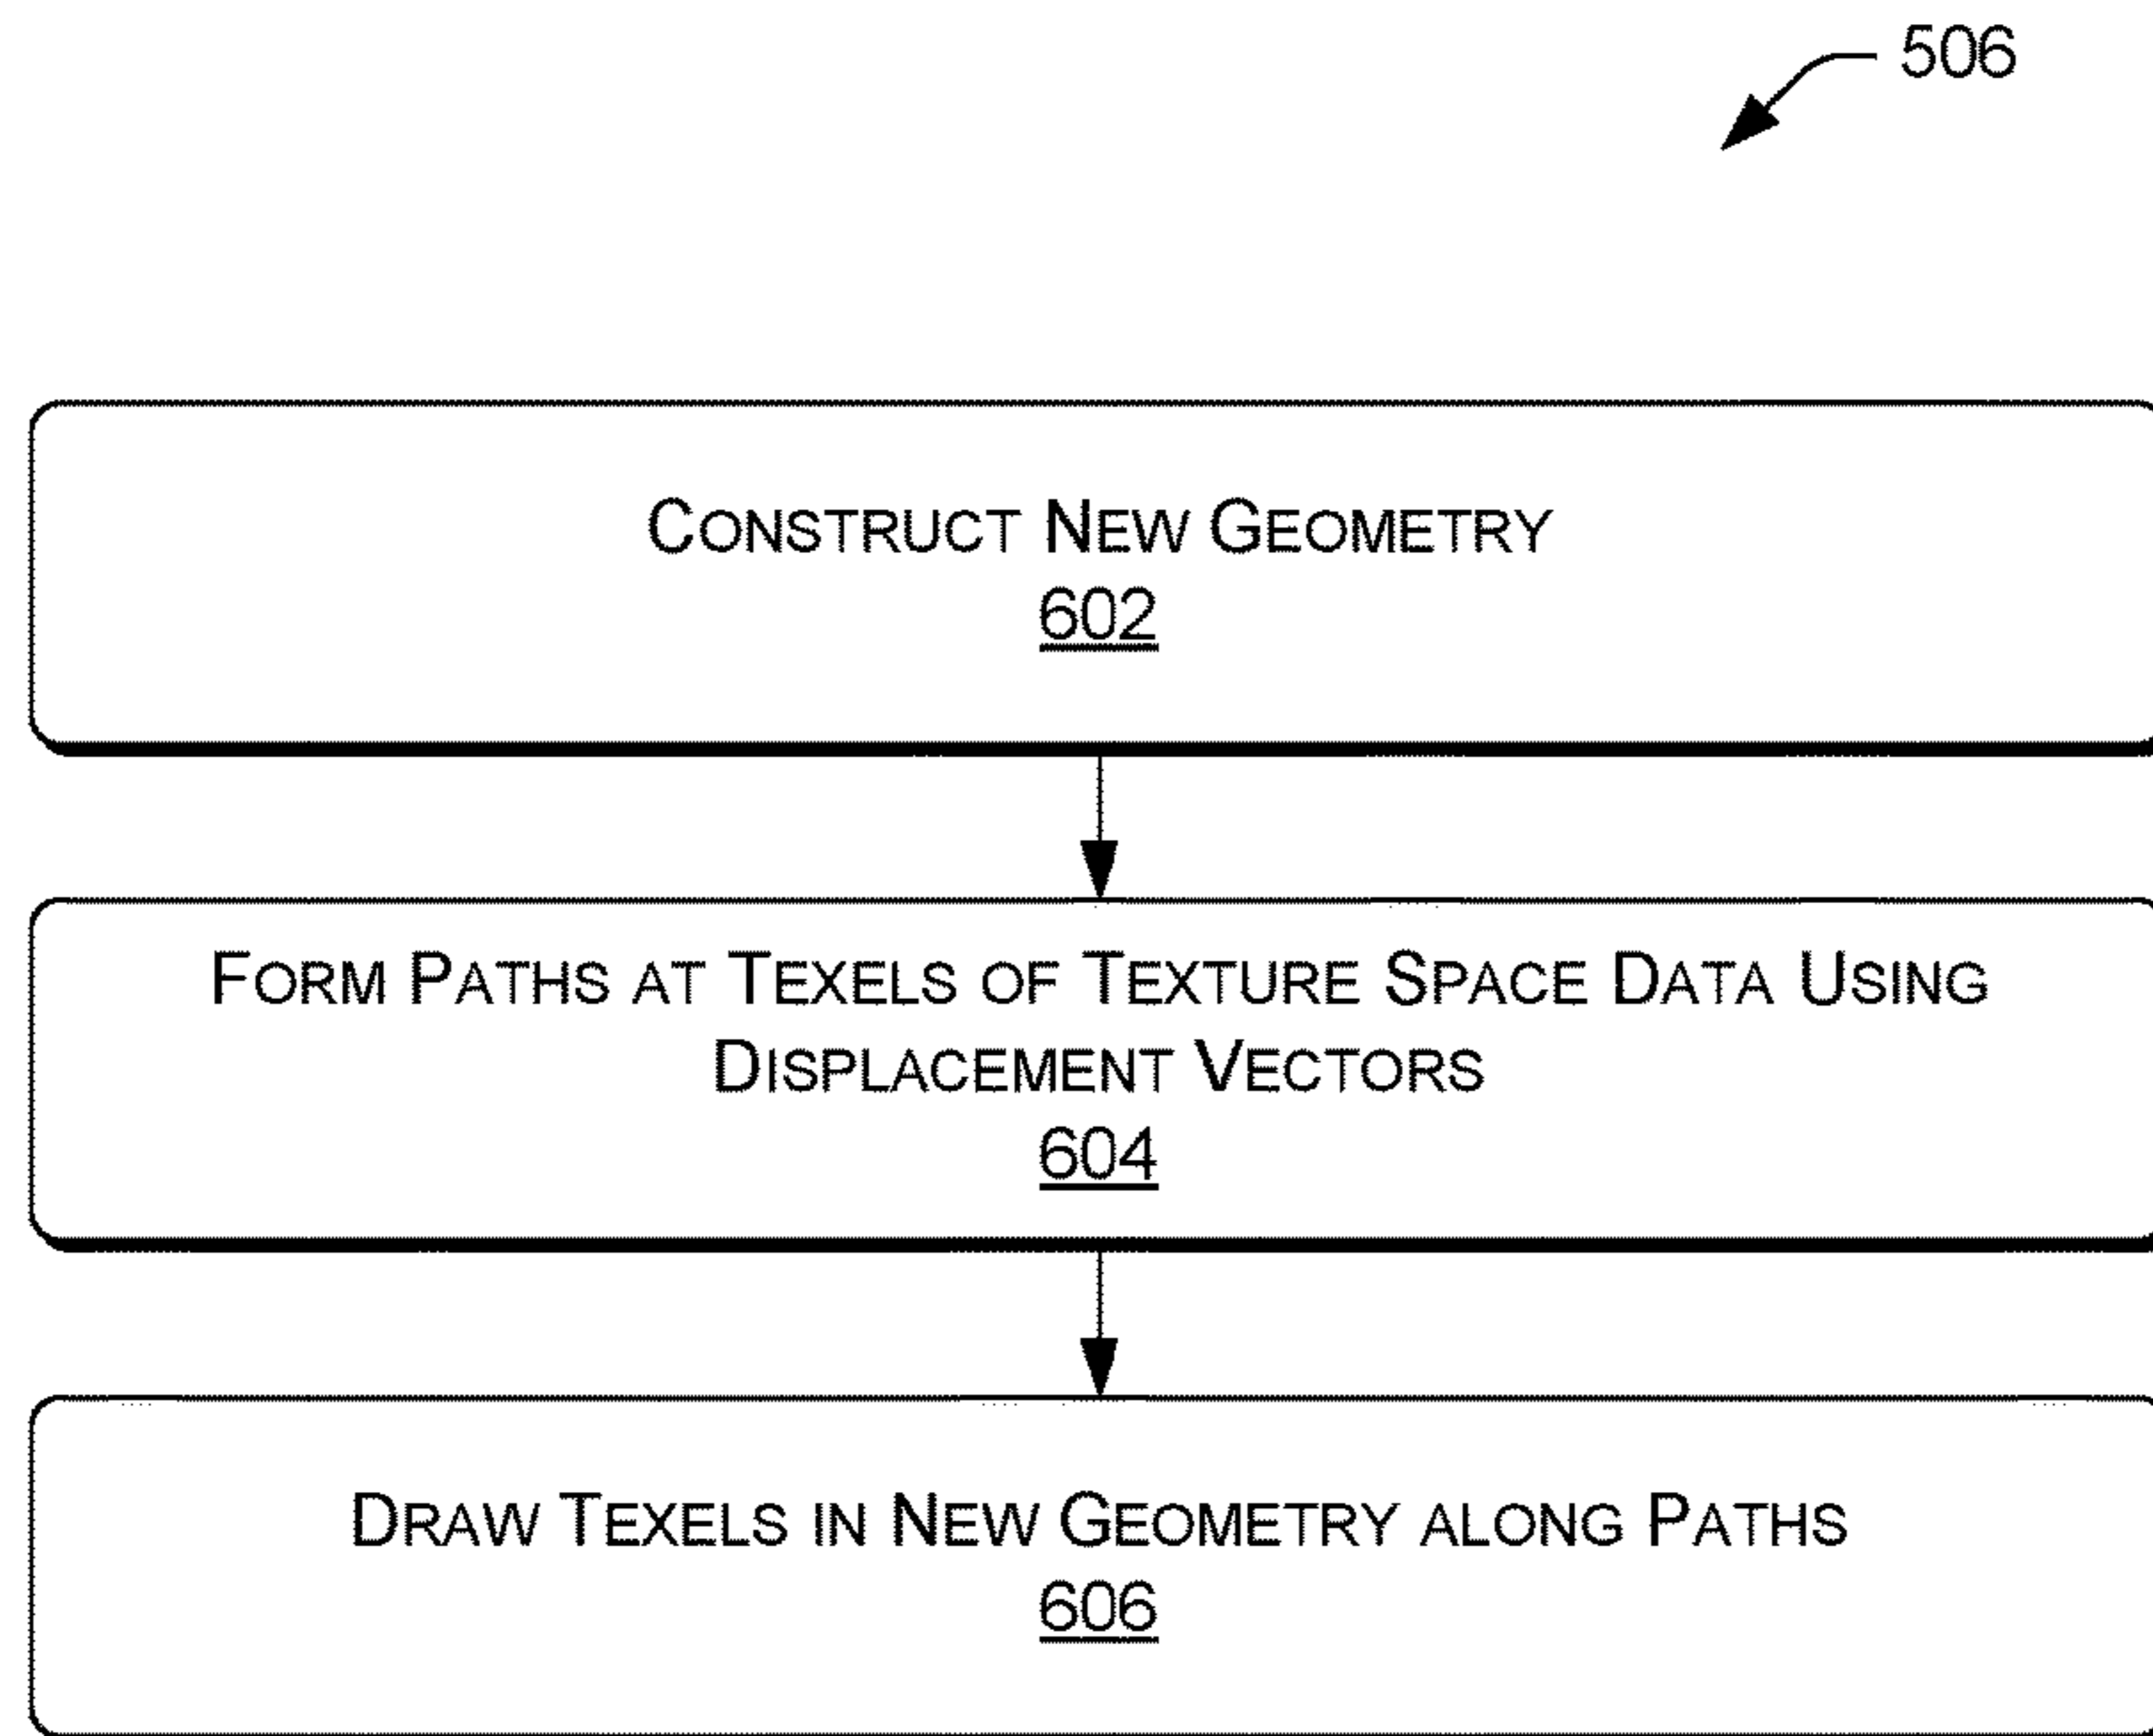 506
CONSTRUCT NEW GEOMETRY
602
FORM PATHS AT TEXELS OF TEXTURE SPACE DATA USING
DISPLACEMENT VECTORS
604
DRAW TEXELS IN NEW GEOMETRY ALONG PATHS
606